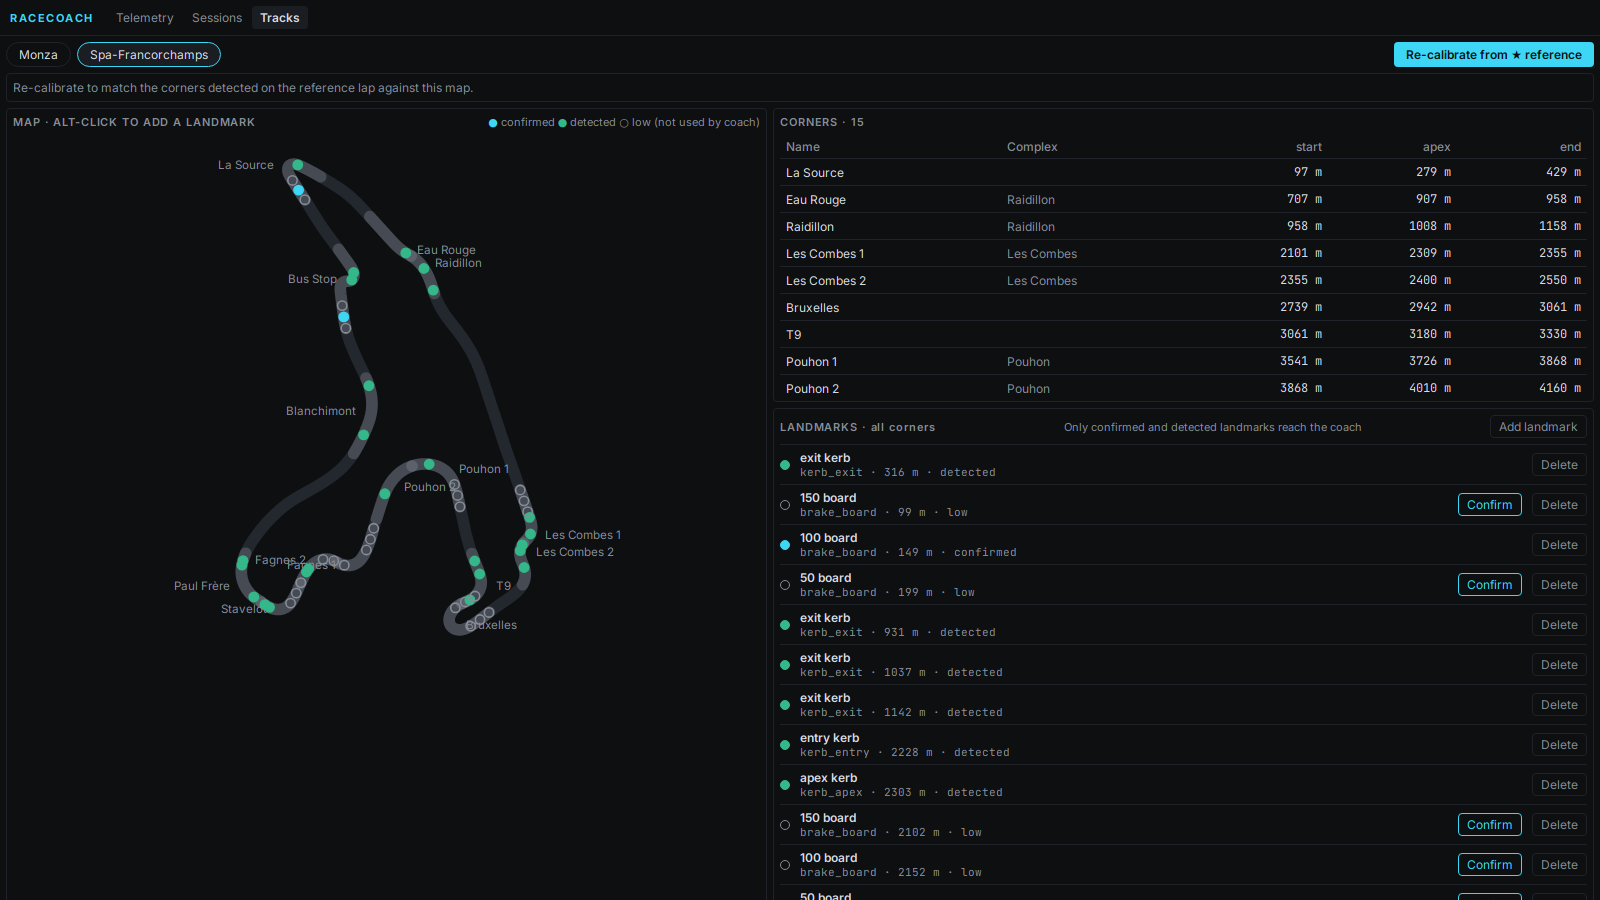 RACECOACH Telemetry Sessions Tracks
Monza Spa-Francorchamps Re-calibrate from ★ reference
Re-calibrate to match the corners detected on the reference lap against this map.
MAP · ALT-CLICK TO ADD A LANDMARK confirmed detected low (not used by coach)
La Source
Eau Rouge
Raidillon
Bus Stop
Blanchimont
Pouhon 1
Pouhon 2
Les Combes 1
Les Combes 2
Fagnes 2
Fagnes 1
Paul Frère
T9
Stavelot
Bruxelles
CORNERS · 15
Name Complex start apex end
La Source 97 m 279 m 429 m
Eau Rouge Raidillon 707 m 907 m 958 m
Raidillon Raidillon 958 m 1008 m 1158 m
Les Combes 1 Les Combes 2101 m 2309 m 2355 m
Les Combes 2 Les Combes 2355 m 2400 m 2550 m
Bruxelles 2739 m 2942 m 3061 m
T9 3061 m 3180 m 3330 m
Pouhon 1 Pouhon 3541 m 3726 m 3868 m
Pouhon 2 Pouhon 3868 m 4010 m 4160 m
LANDMARKS · all corners Only confirmed and detected landmarks reach the coach Add landmark
exit kerb
kerb_exit · 316 m · detected Delete
150 board
brake_board · 99 m · low Confirm Delete
100 board
brake_board · 149 m · confirmed Delete
50 board
brake_board · 199 m · low Confirm Delete
exit kerb
kerb_exit · 931 m · detected Delete
exit kerb
kerb_exit · 1037 m · detected Delete
exit kerb
kerb_exit · 1142 m · detected Delete
entry kerb
kerb_entry · 2228 m · detected Delete
apex kerb
kerb_apex · 2303 m · detected Delete
150 board
brake_board · 2102 m · low Confirm Delete
100 board
brake_board · 2152 m · low Confirm Delete
50 board